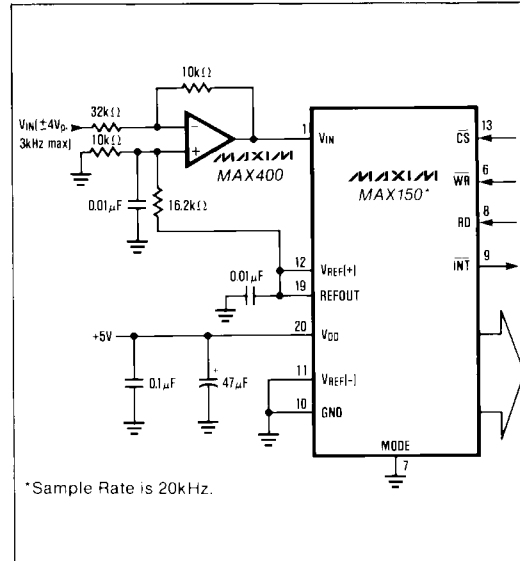 10kΩ
VIN(±4Vp,
3kHz max)
32kΩ
10kΩ
−
+
MAXIM
MAX400
0.01µF
16.2kΩ
0.01µF
+5V
0.1µF
+
47µF
1
VIN
12
VREF(+)
19
REFOUT
20
VDD
11
VREF(−)
10
GND
MAXIM
MAX150*
MODE
7
13
CS
6
WR
8
RD
9
INT
*Sample Rate is 20kHz.